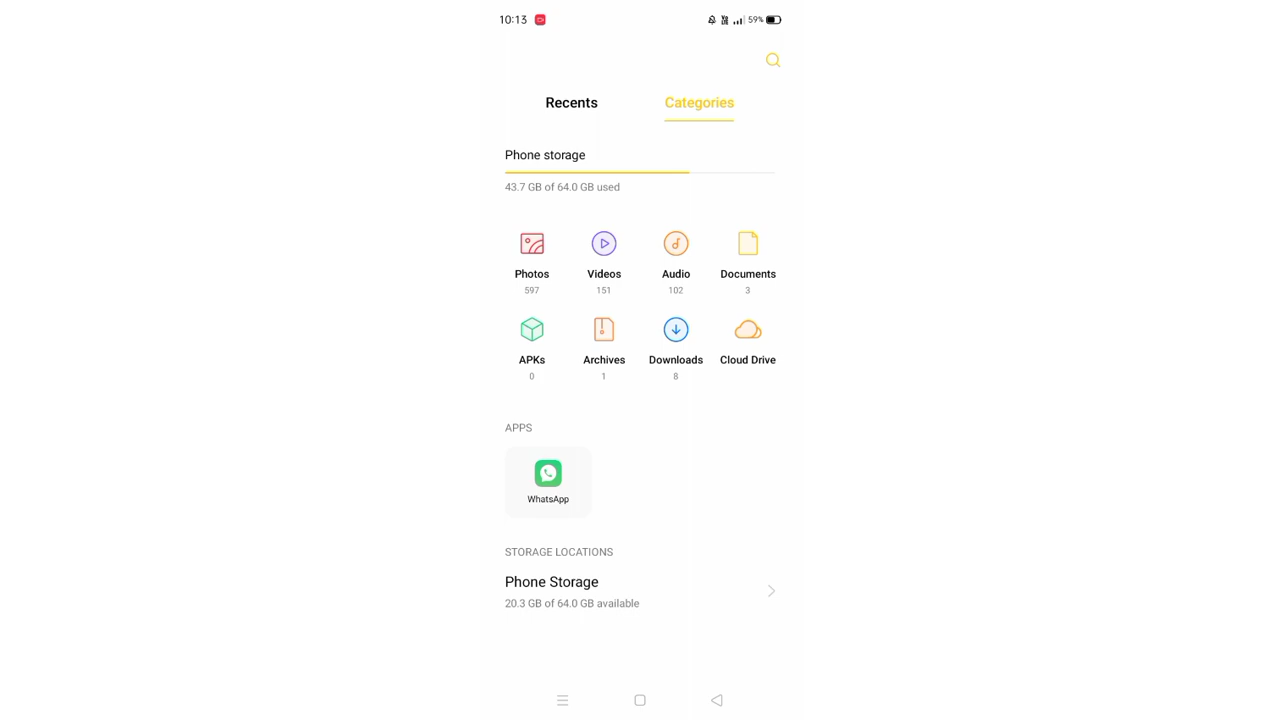 10:13
59%
Recents Categories
Phone storage
43.7 GB of 64.0 GB used
Photos Videos Audio Documents
597 151 102 3
APKs Archives Downloads Cloud Drive
0 1 8
APPS
WhatsApp
STORAGE LOCATIONS
Phone Storage
20.3 GB of 64.0 GB available